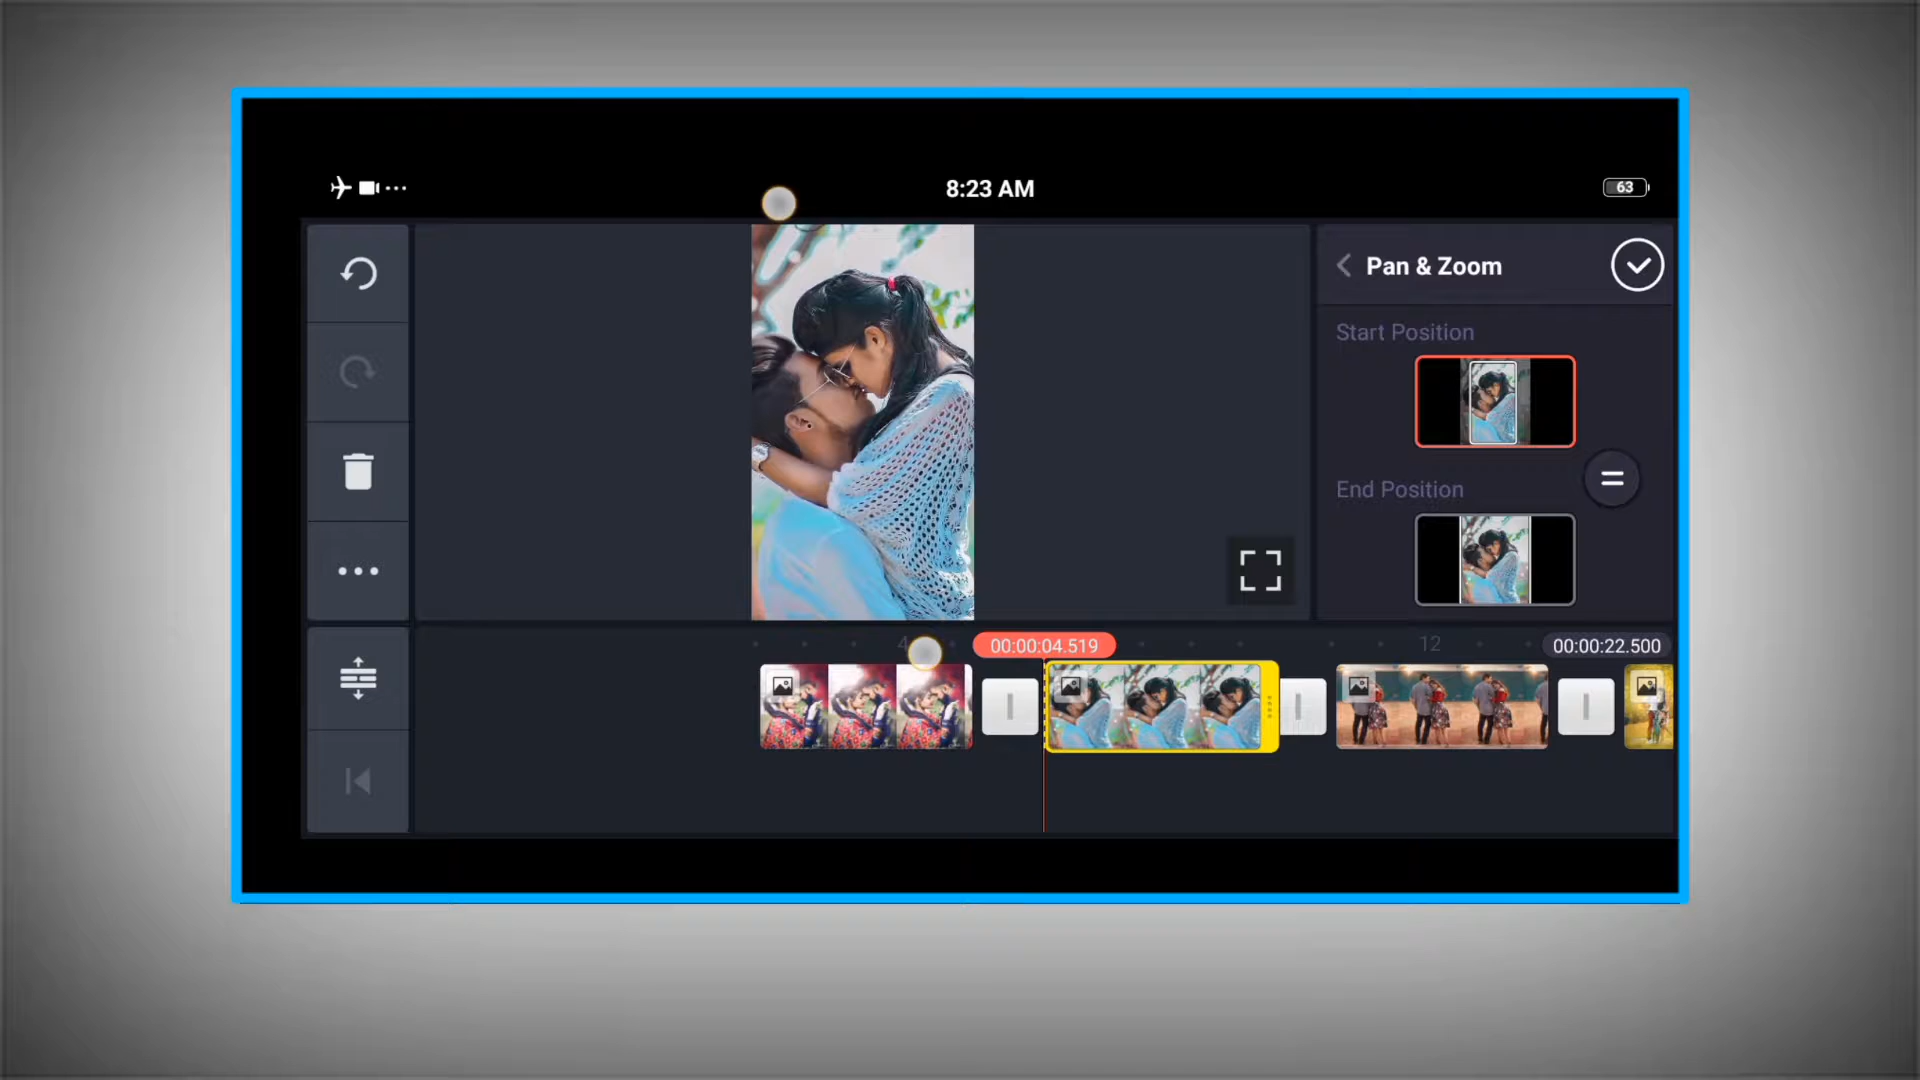 8:23 AM
63
Pan & Zoom
Start Position
End Position
4
00:00:04.519
12
00:00:22.500